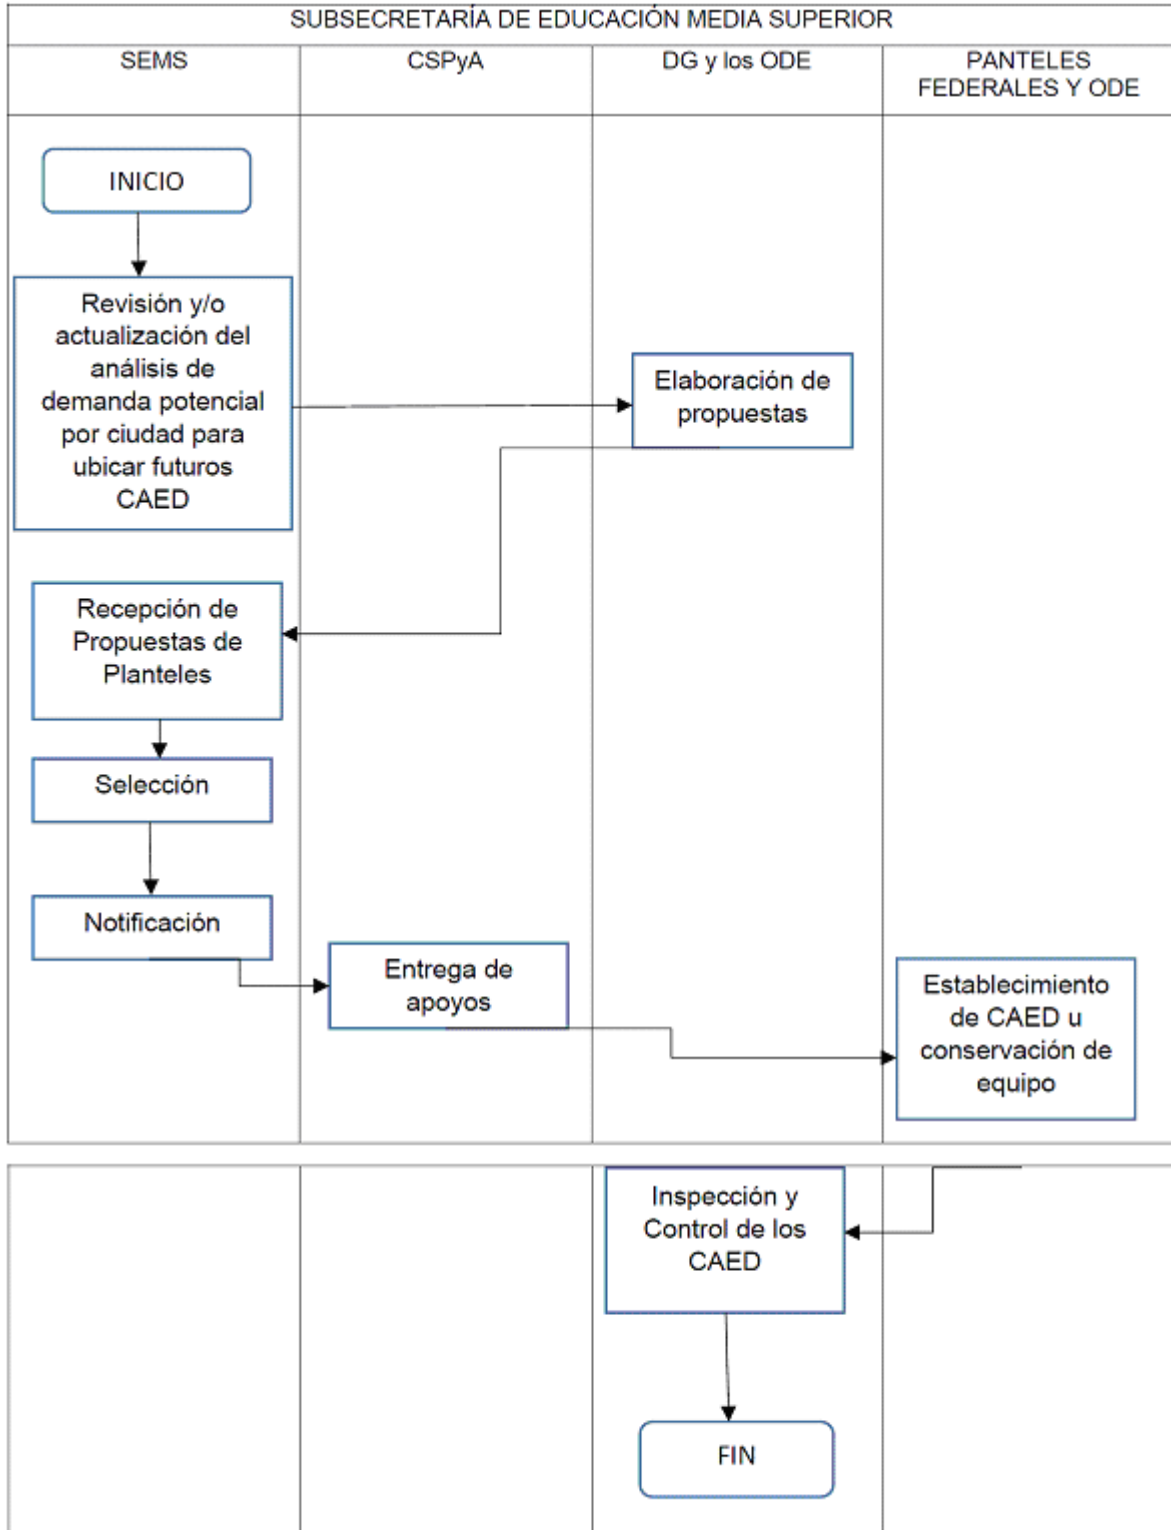 SUBSECRETARÍA DE EDUCACIÓN MEDIA SUPERIOR
SEMS
CSPyA
DG y los ODE
PANTELES
FEDERALES Y ODE
INICIO
Revisión y/o
actualización del
análisis de
demanda potencial
por ciudad para
ubicar futuros
CAED
Elaboración de
propuestas
Recepción de
Propuestas de
Planteles
Selección
Notificación
Entrega de
apoyos
Establecimiento
de CAED u
conservación de
equipo
Inspección y
Control de los
CAED
FIN